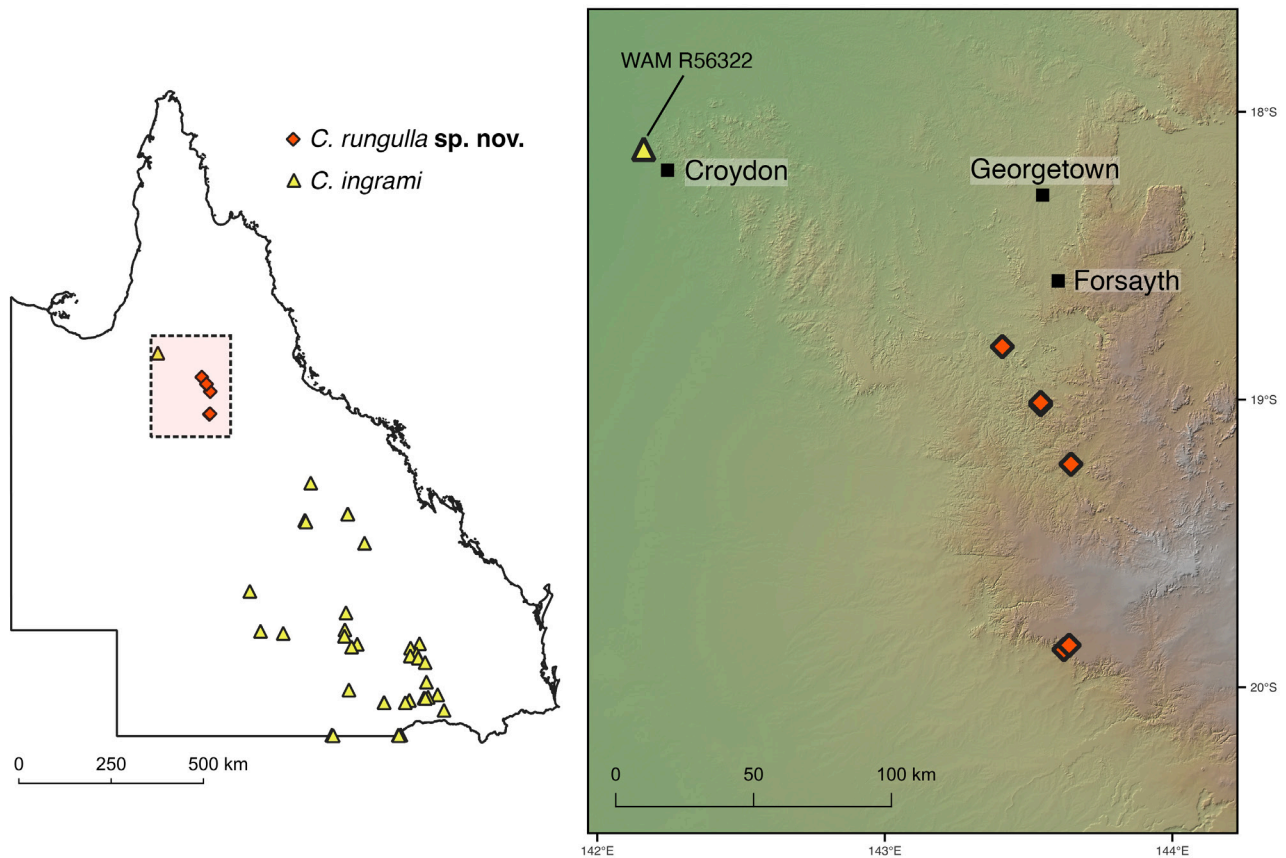 C. rungulla sp. nov.
C. ingrami
0 250 500 km
WAM R56322
Croydon
Georgetown
Forsayth
18°S
19°S
20°S
0 50 100 km
142°E 143°E 144°E